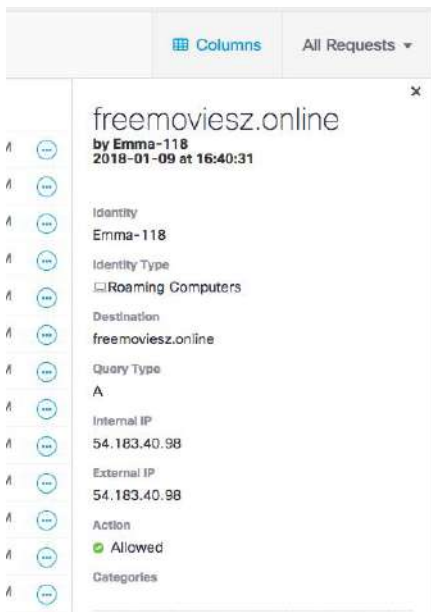 Columns
All Requests
freemoviesz.online
by Emma-118
2018-01-09 at 16:40:31
Identity
Emma-118
Identity Type
Roaming Computers
Destination
freemoviesz.online
Query Type
A
Internal IP
54.183.40.98
External IP
54.183.40.98
Action
Allowed
Categories